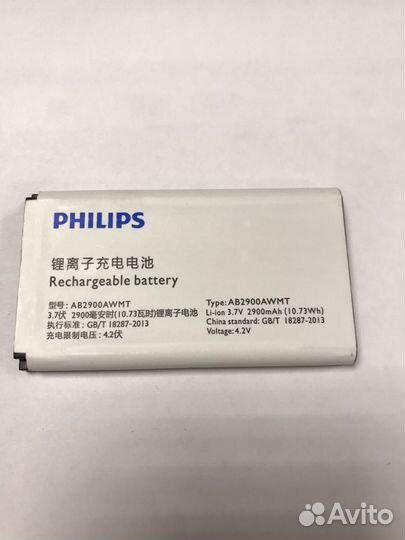 PHILIPS
锂离子充电电池
Rechargeable battery
型号: AB2900AWMT
3.7伏 2900毫安时(10.73瓦时)锂离子电池
执行标准: GB/T 18287-2013
充电限制电压: 4.2伏
Type: AB2900AWMT
Li-ion 3.7V 2900mAh (10.73Wh)
China standard: GB/T 18287-2013
Voltage: 4.2V
Avito